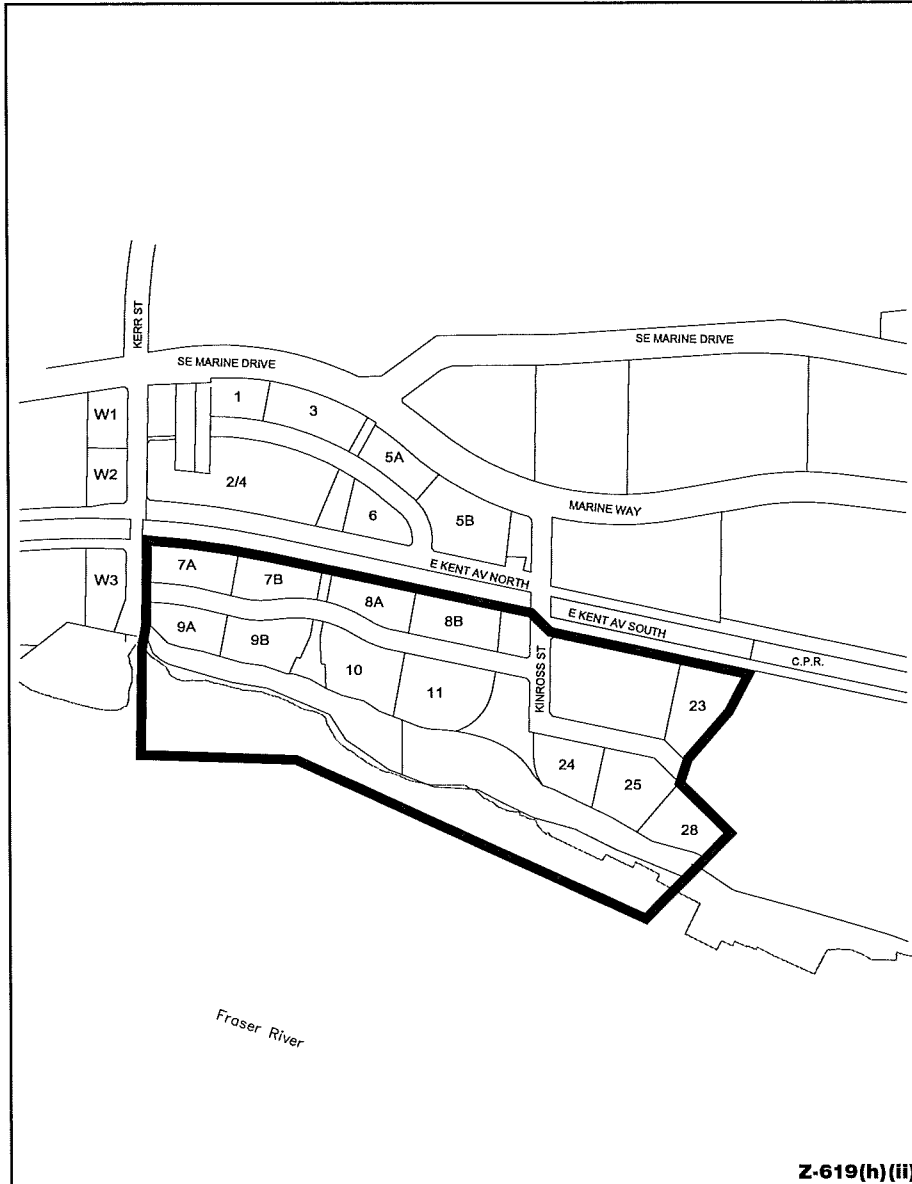 KERR ST
SE MARINE DRIVE
SE MARINE DRIVE
W1
1
3
5A
W2
2/4
6
5B
MARINE WAY
E KENT AV NORTH
W3
7A
7B
8A
8B
E KENT AV SOUTH
C.P.R.
9A
9B
10
11
KINROSS ST
23
24
25
28
Fraser River
Z-619(h)(ii)